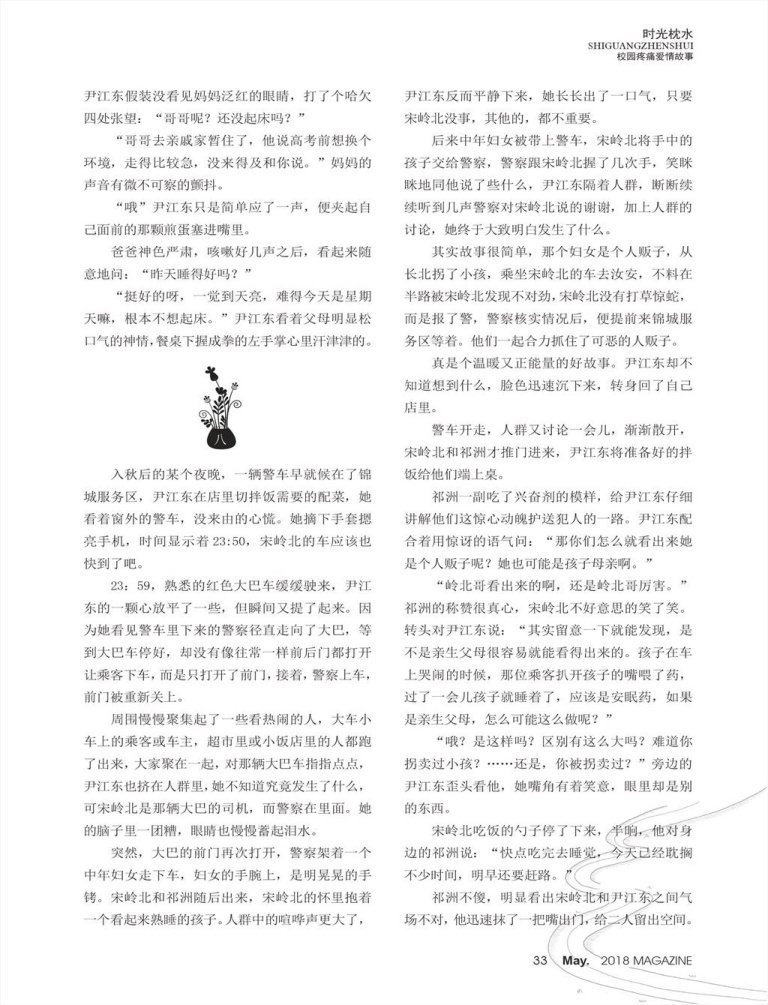 时光枕水
SHIGUANGZHENSHUI
校园疼痛爱情故事
尹江东假装没看见妈妈泛红的眼睛，打了个哈欠
四处张望：“哥哥呢？还没起床吗？”
“哥哥去亲戚家暂住了，他说高考前想换个
环境，走得比较急，没来得及和你说。”妈妈的
声音有微不可察的颤抖。
“哦”尹江东只是简单应了一声，便夹起自
己面前的那颗煎蛋塞进嘴里。
爸爸神色严肃，咳嗽好几声之后，看起来随
意地问：“昨天睡得好吗？”
“挺好的呀，一觉到天亮，难得今天是星期
天嘛，根本不想起床。”尹江东看着父母明显松
口气的神情，餐桌下握成拳的左手掌心里汗津津的。
八
入秋后的某个夜晚，一辆警车早就候在了锦
城服务区，尹江东在店里切拌饭需要的配菜，她
看着窗外的警车，没来由的心慌。她摘下手套摁
亮手机，时间显示着 23:50，宋岭北的车应该也
快到了吧。
23：59，熟悉的红色大巴车缓缓驶来，尹江
东的一颗心放平了一些，但瞬间又提了起来。因
为她看见警车里下来的警察径直走向了大巴，等
到大巴车停好，却没有像往常一样前后门都打开
让乘客下车，而是只打开了前门，接着，警察上车，
前门被重新关上。
周围慢慢聚集起了一些看热闹的人，大车小
车上的乘客或车主，超市里或小饭店里的人都跑
了出来，大家聚在一起，对那辆大巴车指指点点，
尹江东也挤在人群里，她不知道究竟发生了什么，
可宋岭北是那辆大巴的司机，而警察在里面。她
的脑子里一团糟，眼睛也慢慢蓄起泪水。
突然，大巴的前门再次打开，警察架着一个
中年妇女走下车，妇女的手腕上，是明晃晃的手
铐。宋岭北和祁洲随后出来，宋岭北的怀里抱着
一个看起来熟睡的孩子。人群中的喧哗声更大了，
尹江东反而平静下来，她长长出了一口气，只要
宋岭北没事，其他的，都不重要。
后来中年妇女被带上警车，宋岭北将手中的
孩子交给警察，警察跟宋岭北握了几次手，笑眯
眯地同他说了些什么，尹江东隔着人群，断断续
续听到几声警察对宋岭北说的谢谢，加上人群的
讨论，她终于大致明白发生了什么。
其实故事很简单，那个妇女是个人贩子，从
长北拐了小孩，乘坐宋岭北的车去汝安，不料在
半路被宋岭北发现不对劲，宋岭北没有打草惊蛇，
而是报了警，警察核实情况后，便提前来锦城服
务区等着。他们一起合力抓住了可恶的人贩子。
真是个温暖又正能量的好故事。尹江东却不
知道想到什么，脸色迅速沉下来，转身回了自己
店里。
警车开走，人群又讨论一会儿，渐渐散开，
宋岭北和祁洲才推门进来，尹江东将准备好的拌
饭给他们端上桌。
祁洲一副吃了兴奋剂的模样，给尹江东仔细
讲解他们这惊心动魄护送犯人的一路。尹江东配
合着用惊讶的语气问：“那你们怎么就看出来她
是个人贩子呢？她也可能是孩子母亲啊。”
“岭北哥看出来的啊，还是岭北哥厉害。”
祁洲的称赞很真心，宋岭北不好意思的笑了笑。
转头对尹江东说：“其实留意一下就能发现，是
不是亲生父母很容易就能看得出来的。孩子在车
上哭闹的时候，那位乘客扒开孩子的嘴喂了药，
过了一会儿孩子就睡着了，应该是安眠药，如果
是亲生父母，怎么可能这么做呢？”
“哦？是这样吗？区别有这么大吗？难道你
拐卖过小孩？……还是，你被拐卖过？”旁边的
尹江东歪头看他，她嘴角有着笑意，眼里却是别
的东西。
宋岭北吃饭的勺子停了下来，半晌，他对身
边的祁洲说：“快点吃完去睡觉，今天已经耽搁
不少时间，明早还要赶路。”
祁洲不傻，明显看出宋岭北和尹江东之间气
场不对，他迅速抹了一把嘴出门，给二人留出空间。
33 May. 2018 MAGAZINE